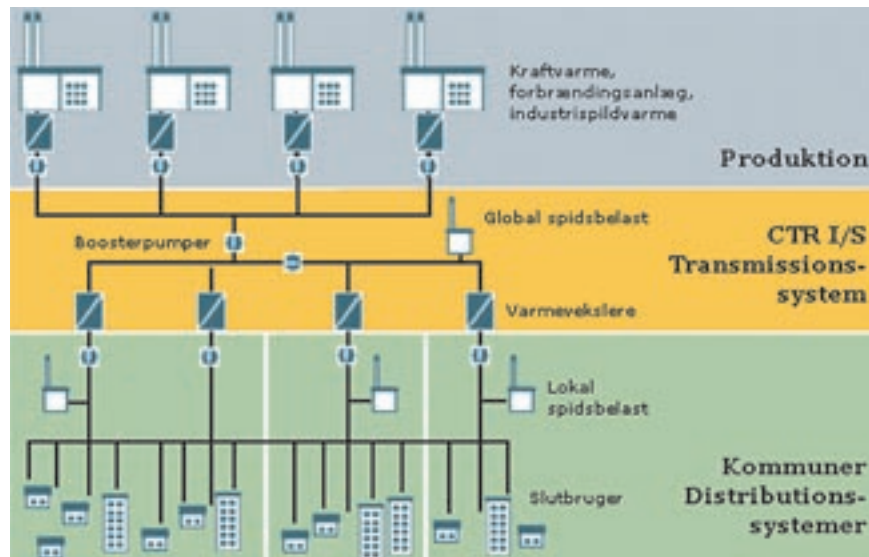 Kraftvarme,
forbrændingsanlæg,
industrispildvarme
Produktion
Global spidsbelast
Boosterpumper
CTR I/S
Transmissions-
system
Varmevekslere
Lokal
spidsbelast
Kommuner
Slutbruger
Distributions-
systemer